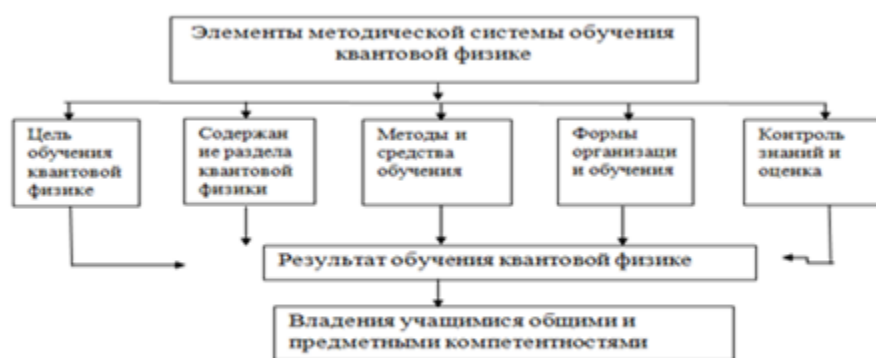 Элементы методической системы обучения
квантовой физике
Цель
обучения
квантовой
физике
Содержан
ие раздела
квантовой
физики
Методы и
средства
обучения
Формы
организаци
и обучения
Контроль
знаний и
оценка
Результат обучения квантовой физике
Владения учащимися общими и
предметными компетентностями